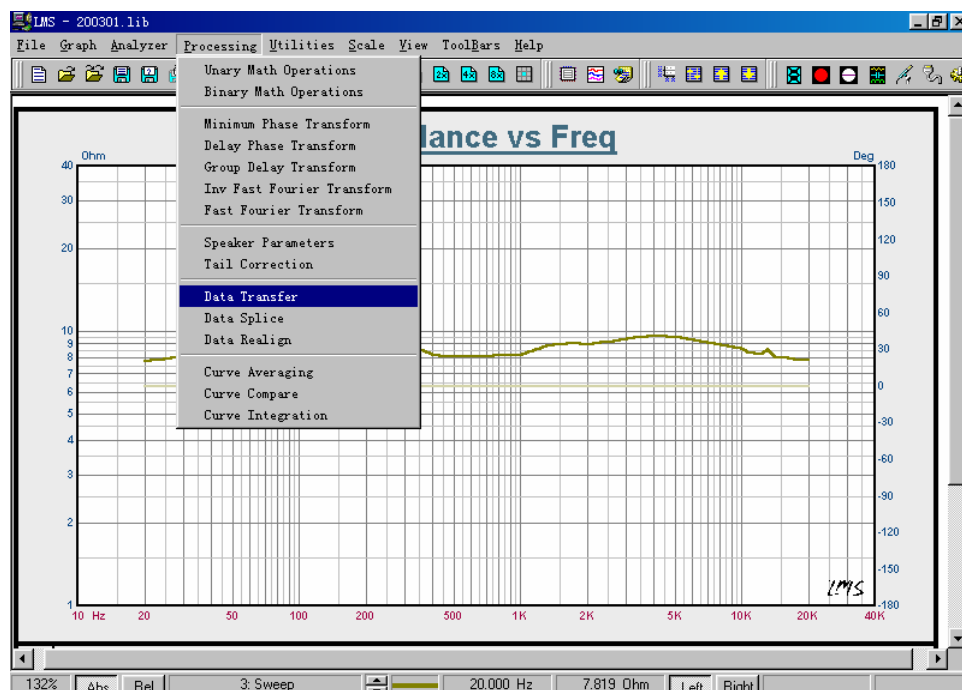 LMS - 200301.lib
File Graph Analyzer Processing Utilities Scale View ToolBars Help
2x 4x 8x
Unary Math Operations
Binary Math Operations
Minimum Phase Transform
Delay Phase Transform
Group Delay Transform
Inv Fast Fourier Transform
Fast Fourier Transform
Speaker Parameters
Tail Correction
Data Transfer
Data Splice
Data Realign
Curve Averaging
Curve Compare
Curve Integration
dance vs Freq
Ohm
Deg
40
30
20
10
9
8
7
6
5
4
3
2
1
180
150
120
90
60
30
0
-30
-60
-90
-120
-150
-180
LMS
10 Hz 20 50 100 200 500 1K 2K 5K 10K 20K 40K
132% Abs Rel 3: Sweep 20.000 Hz 7.819 Ohm Left Right